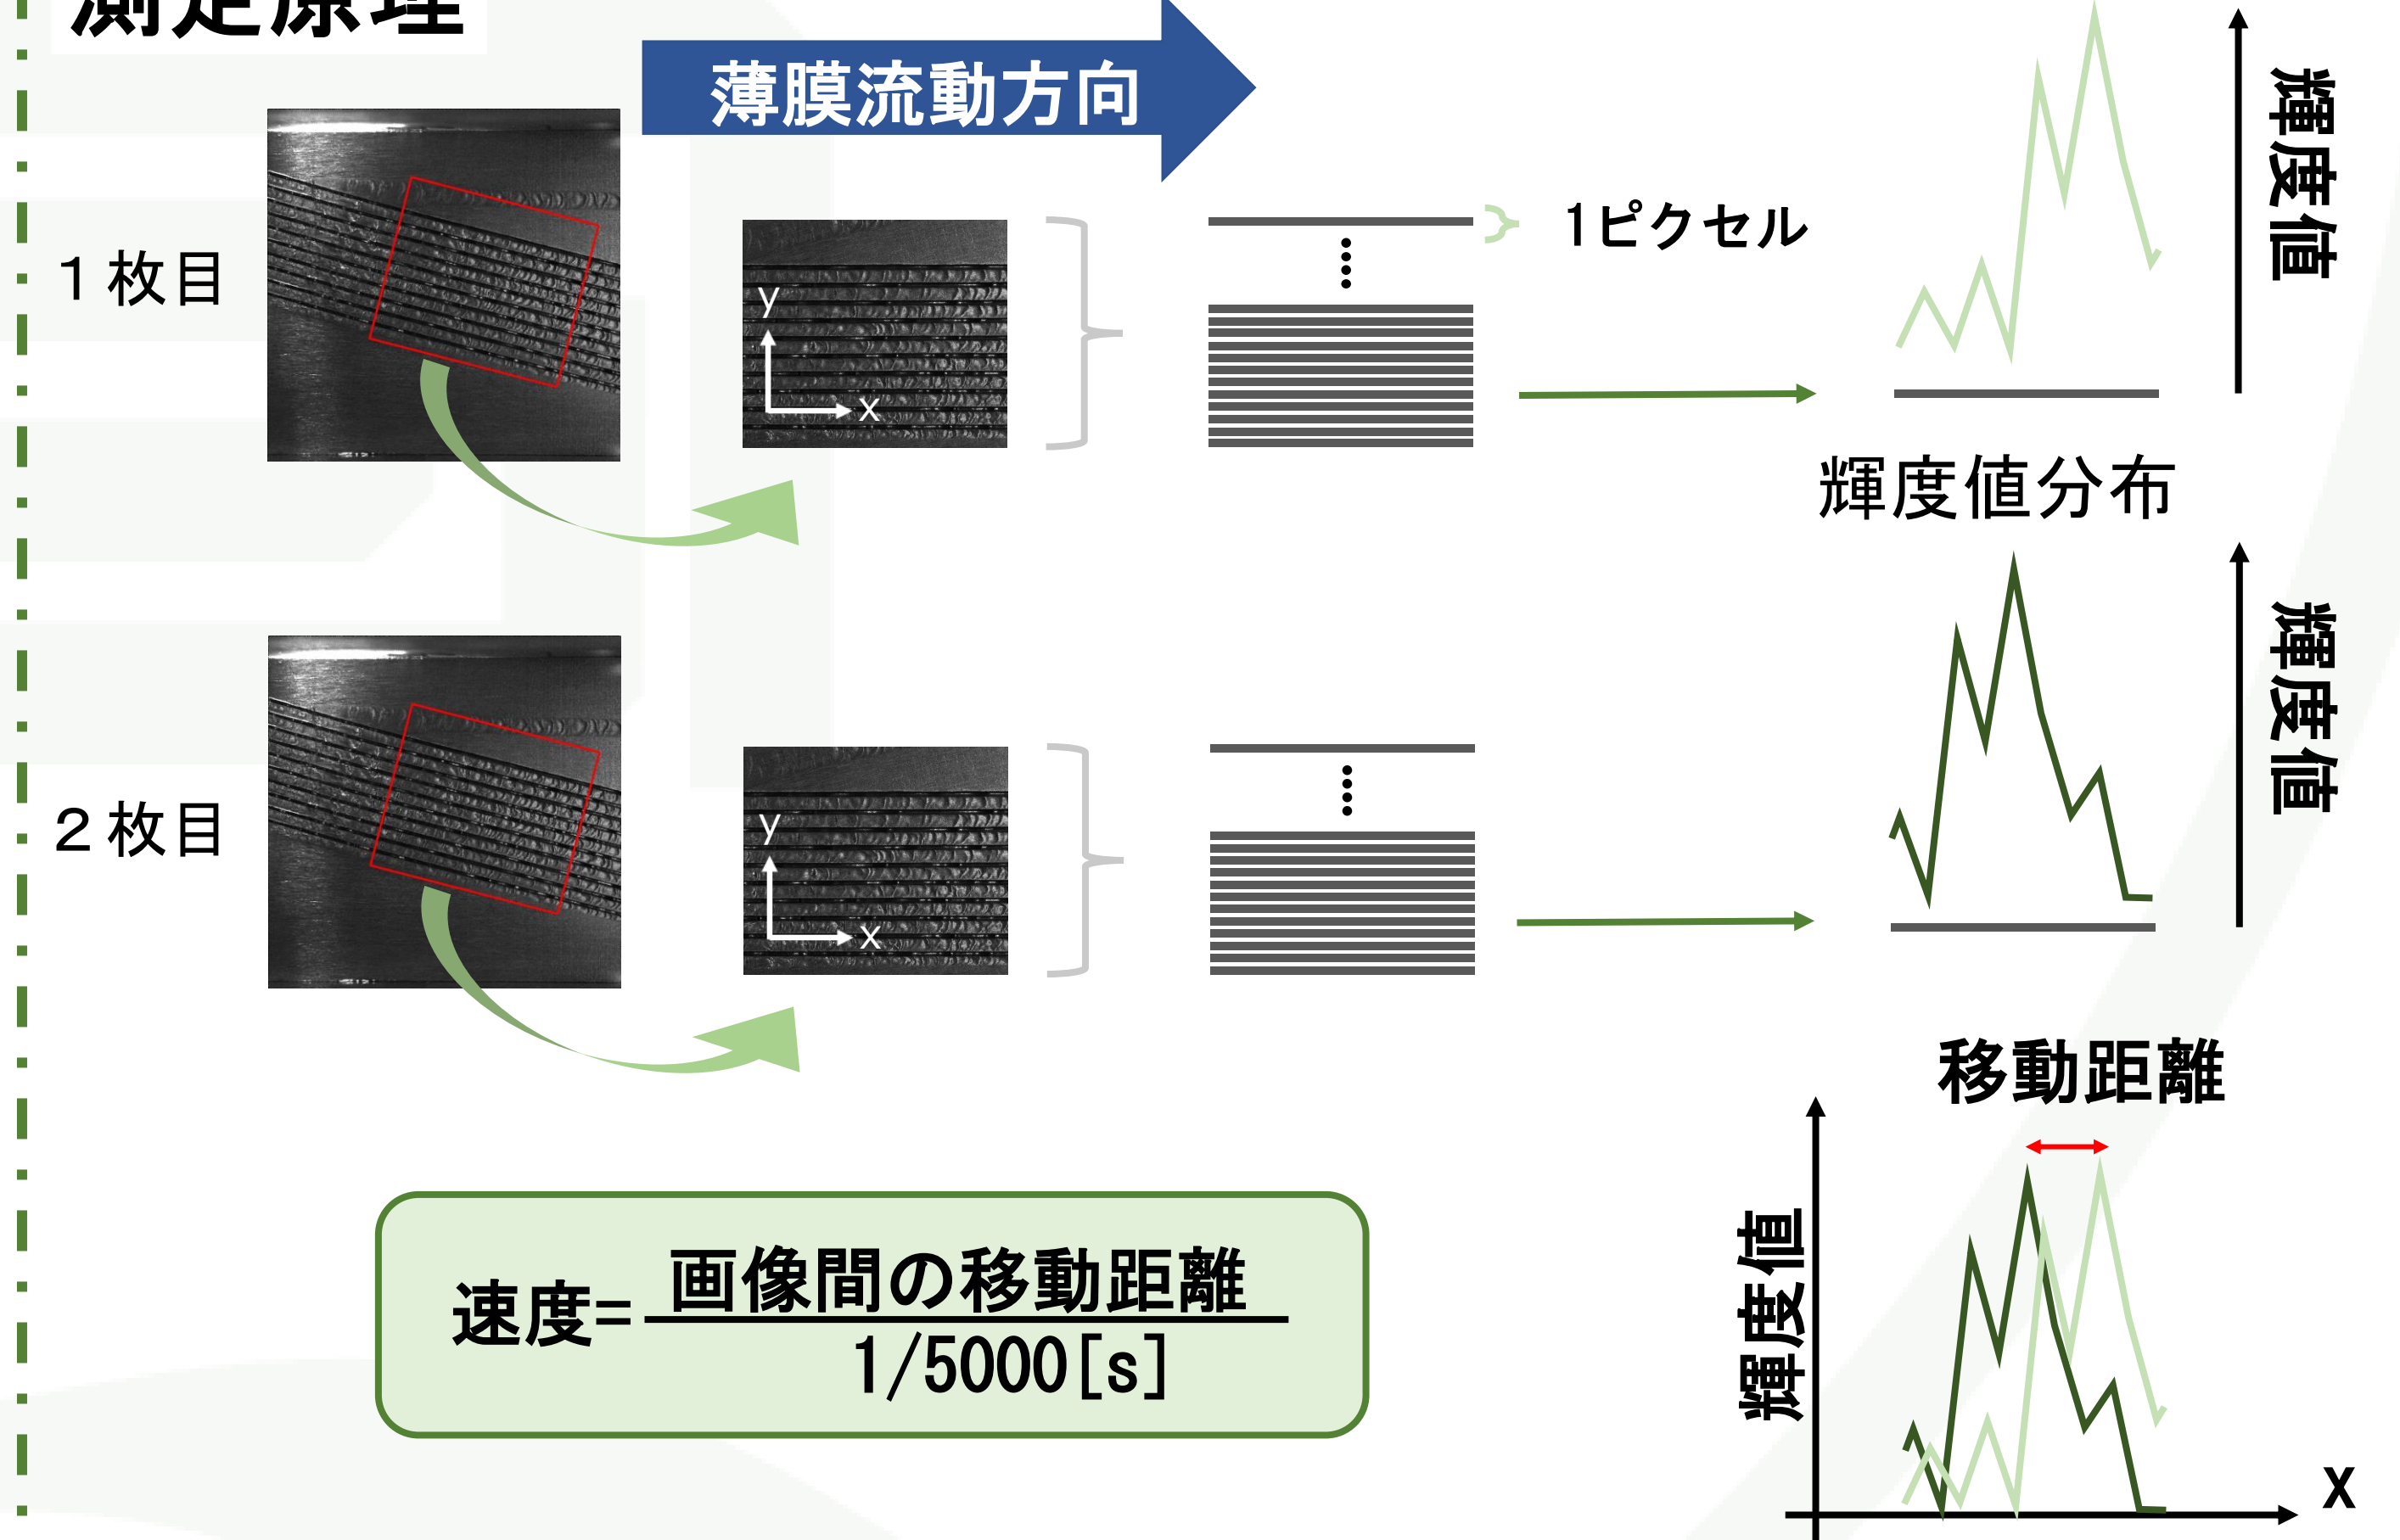 測定原理
薄膜流動方向
1枚目
y
x
1ピクセル
輝度値
輝度値分布
2枚目
y
x
輝度値
移動距離
輝度値
x
速度=画像間の移動距離
1/5000[s]